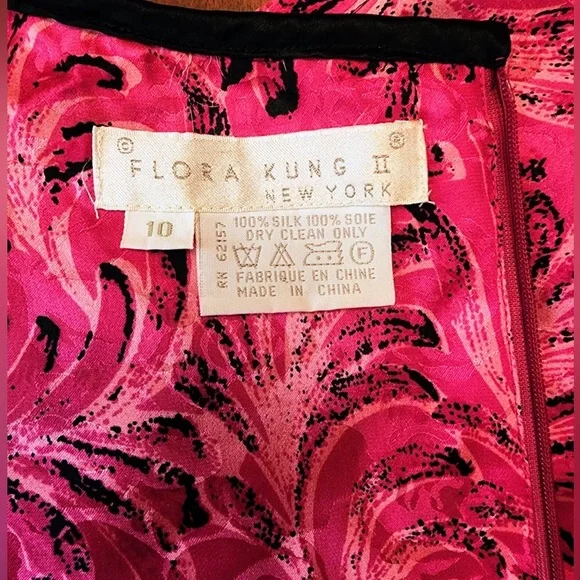 © ®
FLORA KUNG II
NEW YORK
10
RN 62157
100% SILK 100% SOIE
DRY CLEAN ONLY
F
FABRIQUE EN CHINE
MADE IN CHINA